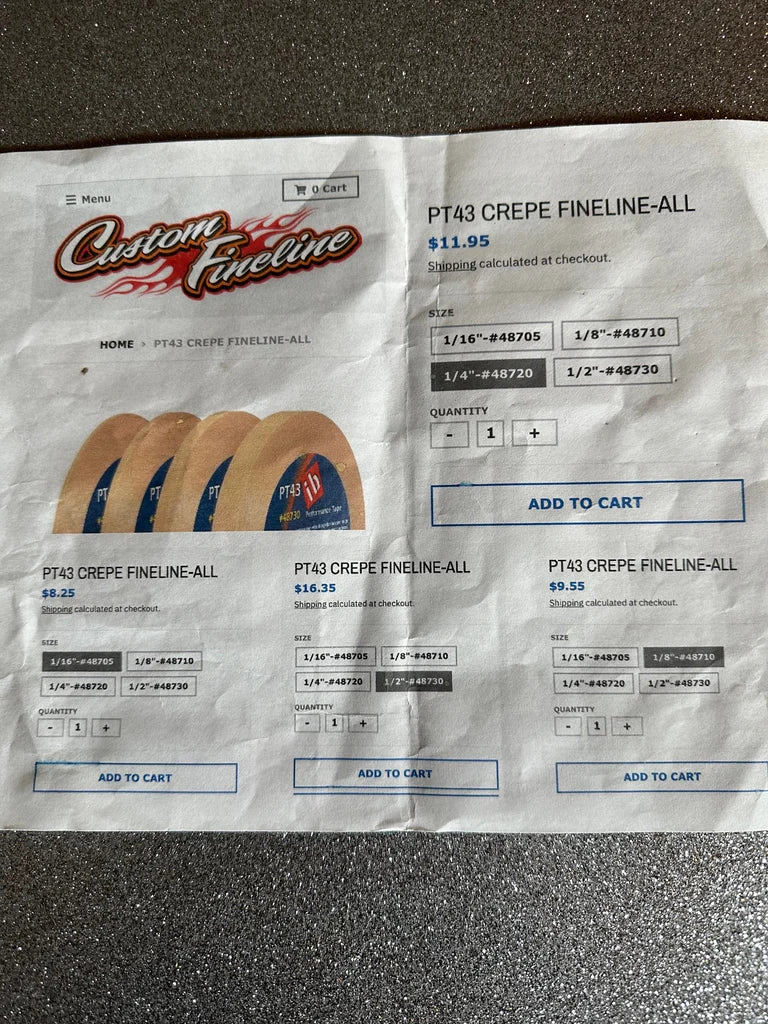 Menu
0 Cart
Custom
Fineline
HOME > PT43 CREPE FINELINE-ALL
PT
PT
PT
PT43 ib
#48730 Performance Tape
PT43 CREPE FINELINE-ALL
$11.95
Shipping calculated at checkout.
SIZE
1/16"-#48705 1/8"-#48710
1/4"-#48720 1/2"-#48730
QUANTITY
- 1 +
ADD TO CART
PT43 CREPE FINELINE-ALL
$8.25
Shipping calculated at checkout.
SIZE
1/16"-#48705 1/8"-#48710
1/4"-#48720 1/2"-#48730
QUANTITY
- 1 +
ADD TO CART
PT43 CREPE FINELINE-ALL
$16.35
Shipping calculated at checkout.
SIZE
1/16"-#48705 1/8"-#48710
1/4"-#48720 1/2"-#48730
QUANTITY
- 1 +
ADD TO CART
PT43 CREPE FINELINE-ALL
$9.55
Shipping calculated at checkout.
SIZE
1/16"-#48705 1/8"-#48710
1/4"-#48720 1/2"-#48730
QUANTITY
- 1 +
ADD TO CART